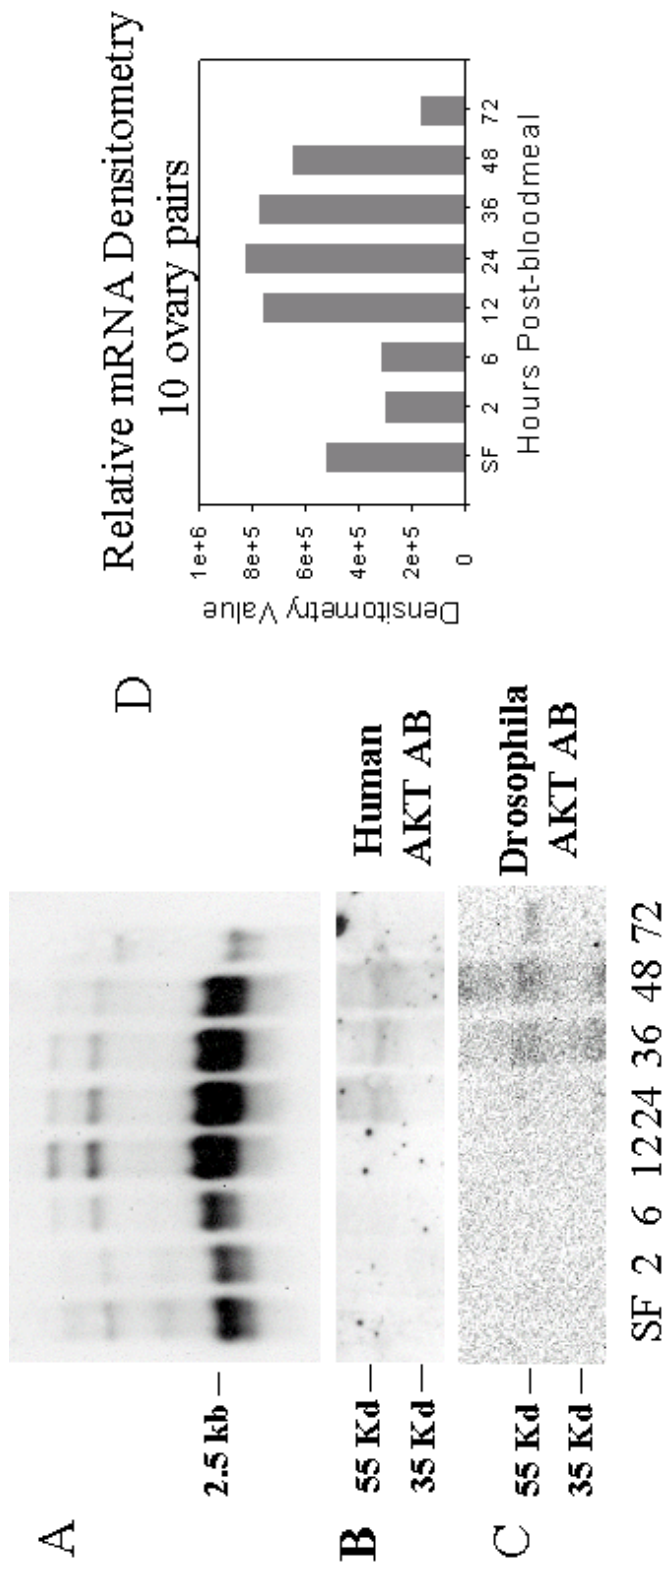 A
2.5 kb
B
55 Kd
35 Kd
Human
AKT AB
C
55 Kd
35 Kd
Drosophila
AKT AB
SF 2 6 1224 36 48 72
D
Relative mRNA Densitometry
10 ovary pairs
Densitometry Value
1e+6
8e+5
6e+5
4e+5
2e+5
0
SF 2 6 12 24 36 48 72
Hours Post-bloodmeal